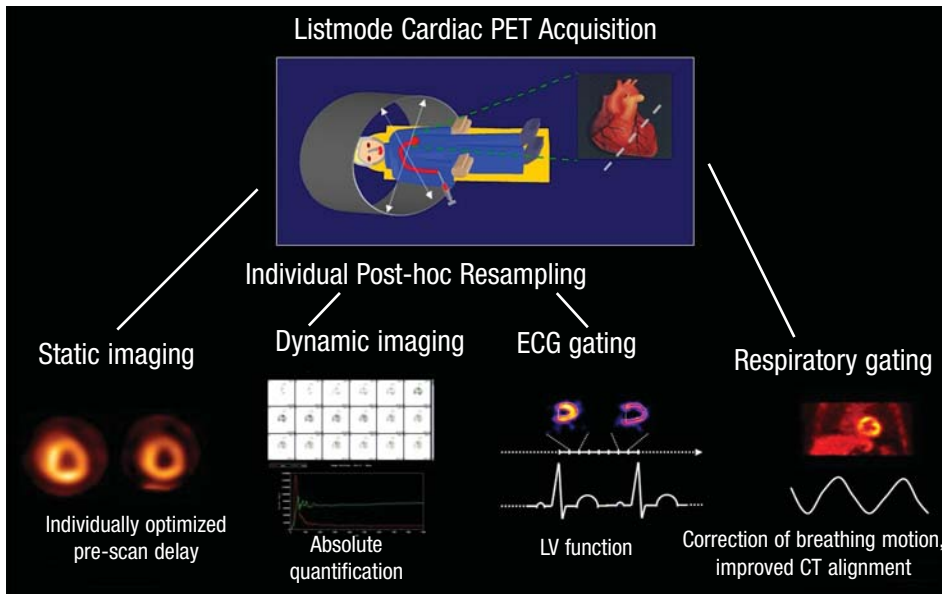 Listmode Cardiac PET Acquisition
Individual Post-hoc Resampling
Static imaging
Dynamic imaging
ECG gating
Respiratory gating
Individually optimized
pre-scan delay
Absolute
quantification
LV function
Correction of breathing motion,
improved CT alignment